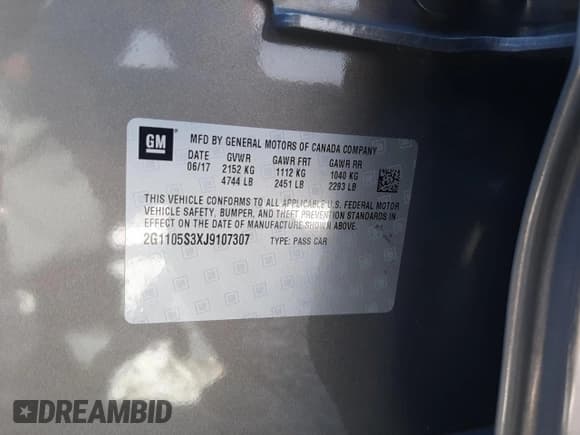 GM
MFD BY GENERAL MOTORS OF CANADA COMPANY
DATE GVWR GAWR FRT GAWR RR
06/17 2152 KG 1112 KG 1040 KG
4744 LB 2451 LB 2293 LB
THIS VEHICLE CONFORMS TO ALL APPLICABLE U.S. FEDERAL MOTOR
VEHICLE SAFETY, BUMPER, AND THEFT PREVENTION STANDARDS IN
EFFECT ON THE DATE OF MANUFACTURE SHOWN ABOVE.
2G1105S3XJ9107307 TYPE: PASS CAR
DREAMBID